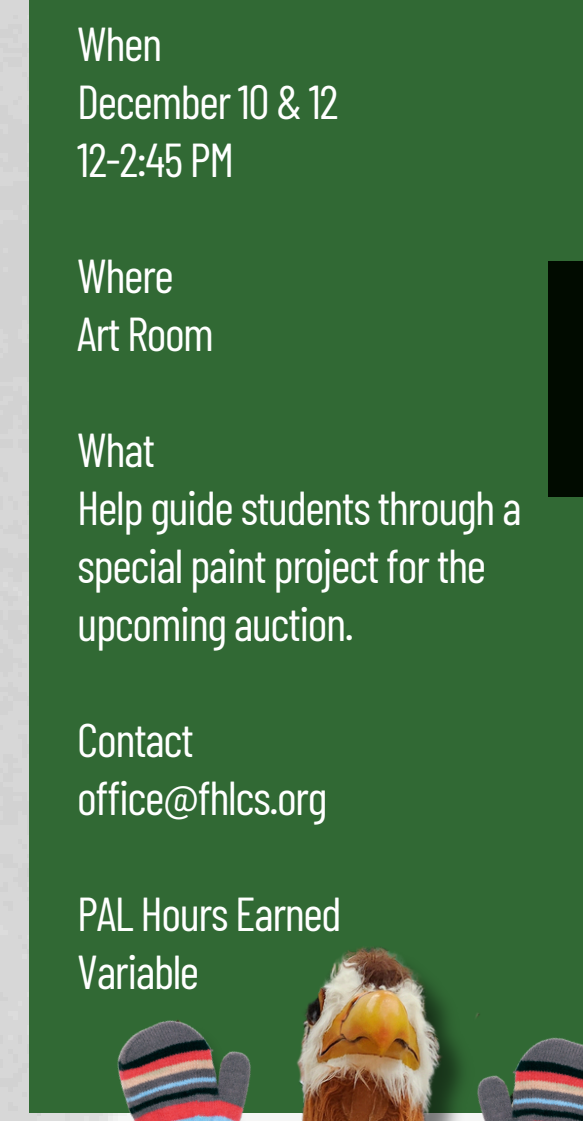 When
December 10 & 12
12-2:45 PM
Where
Art Room
What
Help guide students through a
special paint project for the
upcoming auction.
Contact
office@fhlcs.org
PAL Hours Earned
Variable